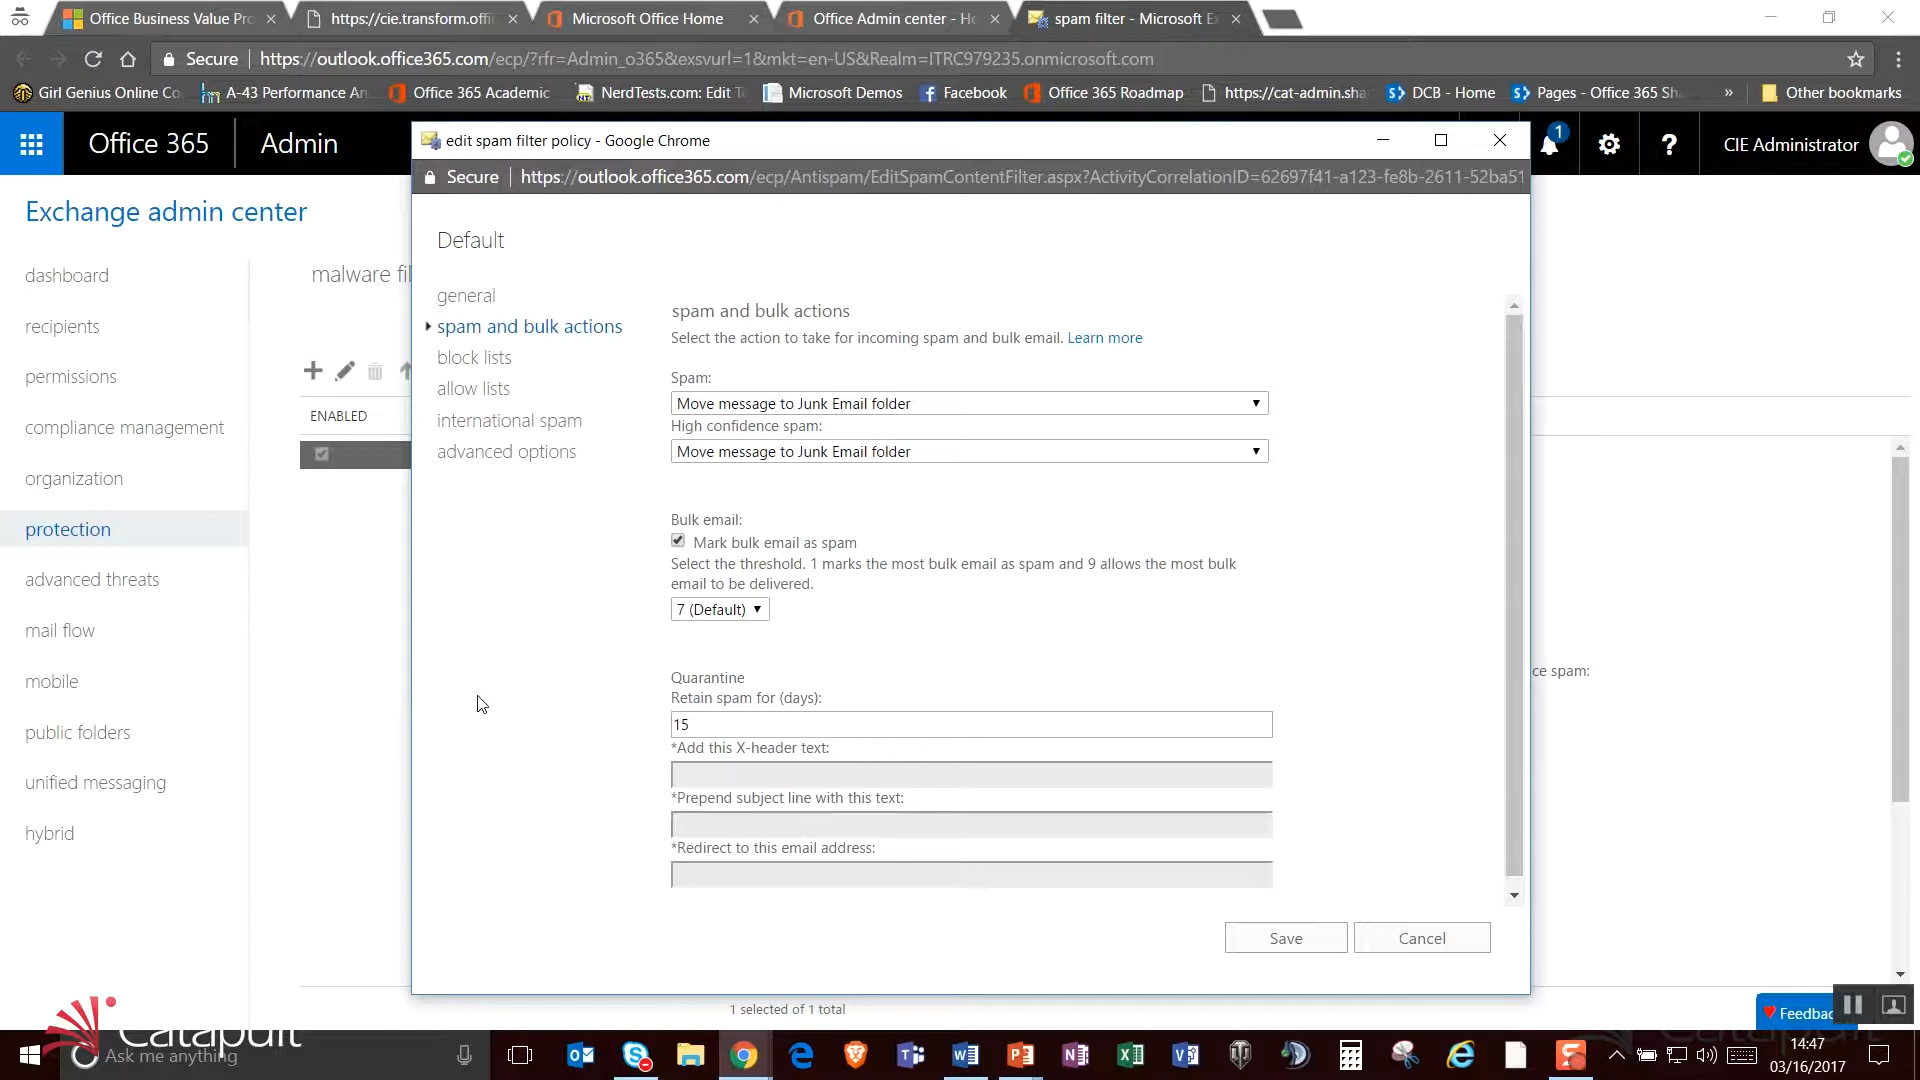 Office Business Value Pro
https://cie.transform.offi
Microsoft Office Home
Office Admin center - Ho
spam filter - Microsoft E
Secure
https://outlook.office365.com/ecp/?rfr=Admin_o365&exsvurl=1&mkt=en-US&Realm=ITRC979235.onmicrosoft.com
Girl Genius Online Co
A-43 Performance An
Office 365 Academic
NerdTests.com: Edit T
Microsoft Demos
Facebook
Office 365 Roadmap
https://cat-admin.sha
DCB - Home
Pages - Office 365 Sh
»
Other bookmarks
Office 365
Admin
1
?
CIE Administrator
edit spam filter policy - Google Chrome
Secure
https://outlook.office365.com/ecp/Antispam/EditSpamContentFilter.aspx?ActivityCorrelationID=62697f41-a123-fe8b-2611-52ba51
Exchange admin center
dashboard
recipients
permissions
compliance management
organization
protection
advanced threats
mail flow
mobile
public folders
unified messaging
hybrid
malware fil
ENABLED
Default
general
spam and bulk actions
block lists
allow lists
international spam
advanced options
spam and bulk actions
Select the action to take for incoming spam and bulk email. Learn more
Spam:
Move message to Junk Email folder
High confidence spam:
Move message to Junk Email folder
Bulk email:
Mark bulk email as spam
Select the threshold. 1 marks the most bulk email as spam and 9 allows the most bulk
email to be delivered.
7 (Default)
Quarantine
Retain spam for (days):
15
*Add this X-header text:
*Prepend subject line with this text:
*Redirect to this email address:
Save
Cancel
ce spam:
1 selected of 1 total
Feedbac
Catapult
Ask me anything
14:47
03/16/2017